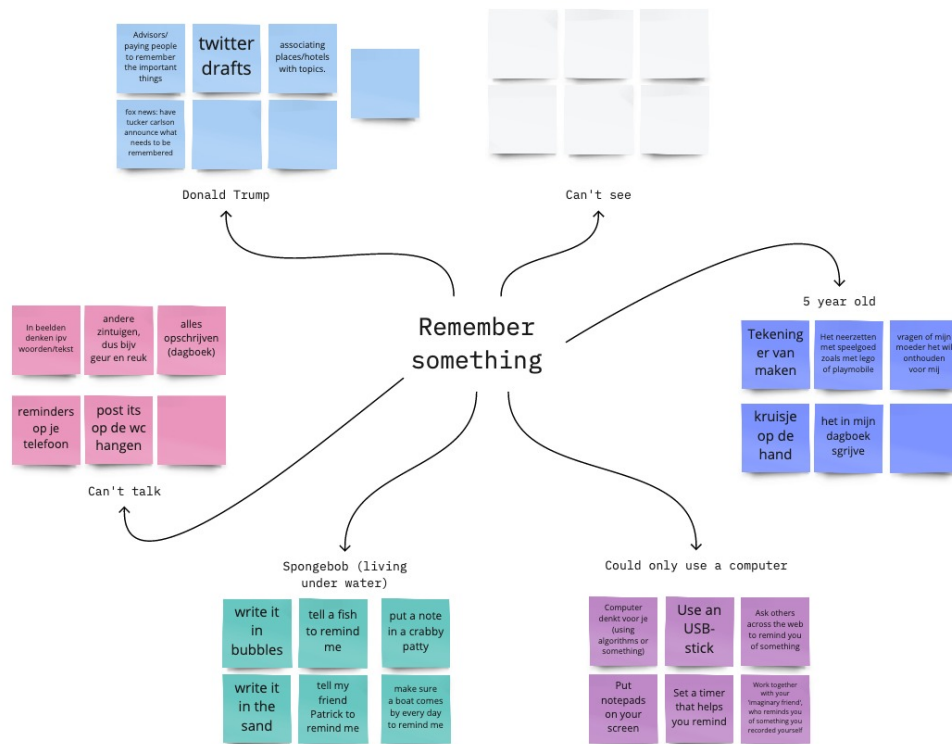 Advisors/
paying people
to remember
the important
things
twitter
drafts
associating
places/hotels
with topics.
fox news: have
tucker carlson
announce what
needs to be
remembered
Donald Trump
Can't see
Remember
something
5 year old
Tekening
er van
maken
Het neerzetten
met speelgoed
zoals met lego
of playmobile
vragen of mijn
moeder het wil
onthouden
voor mij
kruisje
op de
hand
het in mijn
dagboek
sgrijve
In beelden
denken ipv
woorden/tekst
andere
zintuigen,
dus bijv
geur en reuk
alles
opschrijven
(dagboek)
reminders
op je
telefoon
post its
op de wc
hangen
Can't talk
Spongebob (living
under water)
write it
in
bubbles
tell a fish
to remind
me
put a note
in a crabby
patty
write it
in the
sand
tell my
friend
Patrick to
remind me
make sure
a boat comes
by every day
to remind me
Could only use a computer
Computer
denkt voor je
(using
algorithms or
something)
Use an
USB-
stick
Ask others
across the web
to remind you
of something
Put
notepads
on your
screen
Set a timer
that helps
you remind
Work together
with your
'imaginary friend',
who reminds you
of something you
recorded yourself